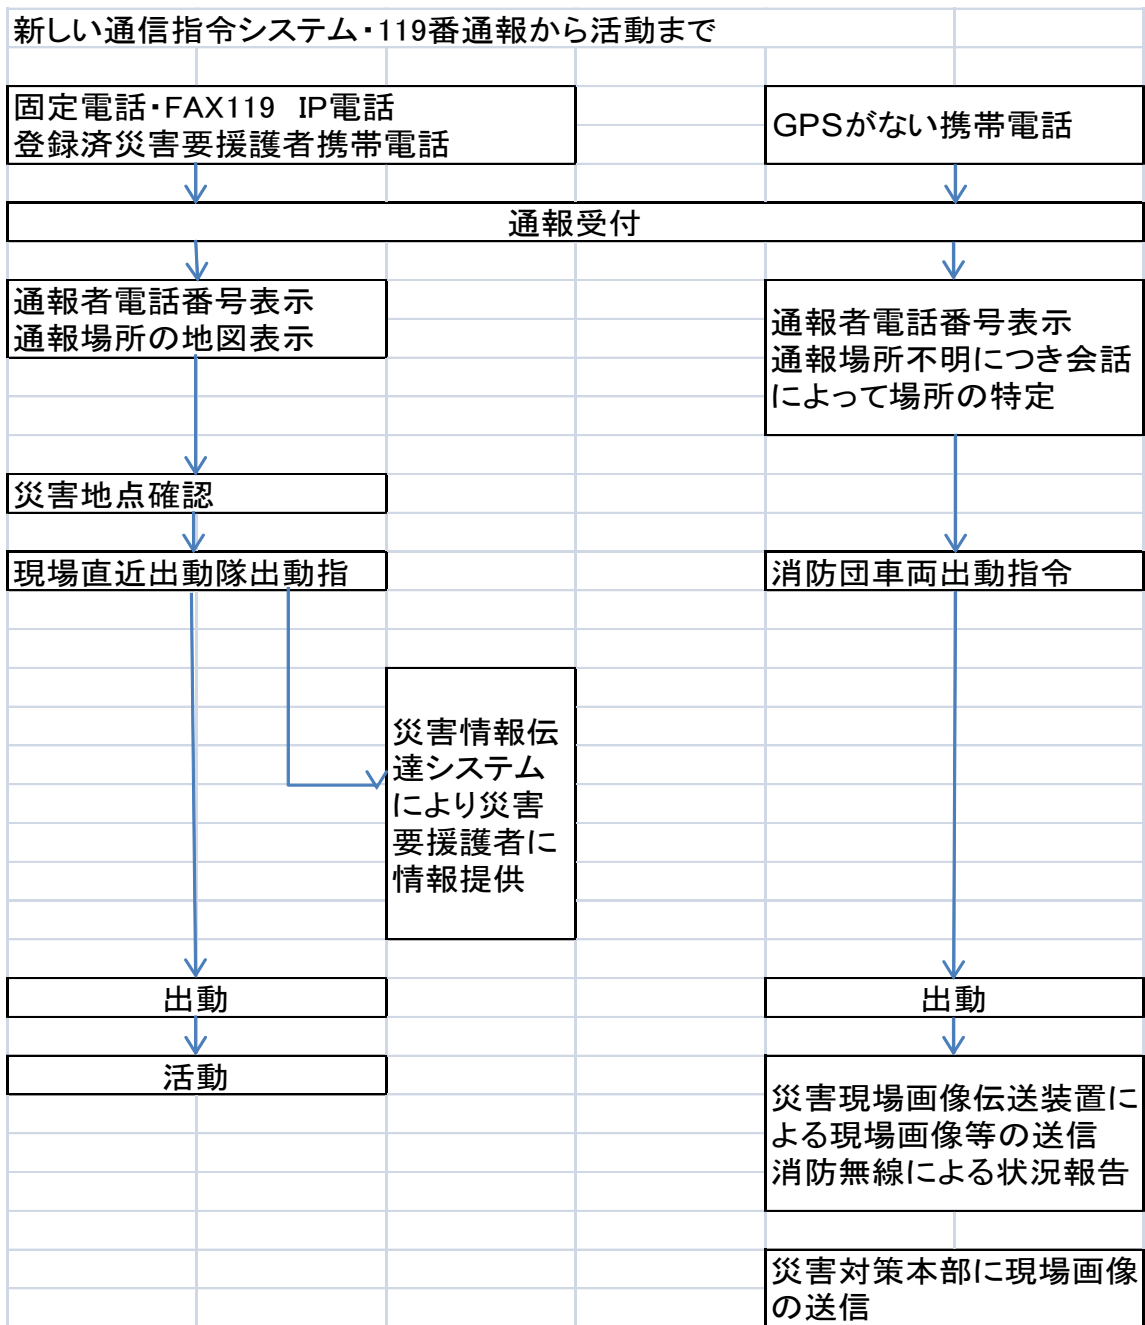 新しい通信指令システム・119番通報から活動まで
固定電話・FAX119　IP電話
登録済災害要援護者携帯電話
GPSがない携帯電話
通報受付
通報者電話番号表示
通報場所の地図表示
通報者電話番号表示
通報場所不明につき会話
によって場所の特定
災害地点確認
現場直近出動隊出動指
消防団車両出動指令
災害情報伝
達システム
により災害
要援護者に
情報提供
出動
出動
活動
災害現場画像伝送装置に
よる現場画像等の送信
消防無線による状況報告
災害対策本部に現場画像
の送信